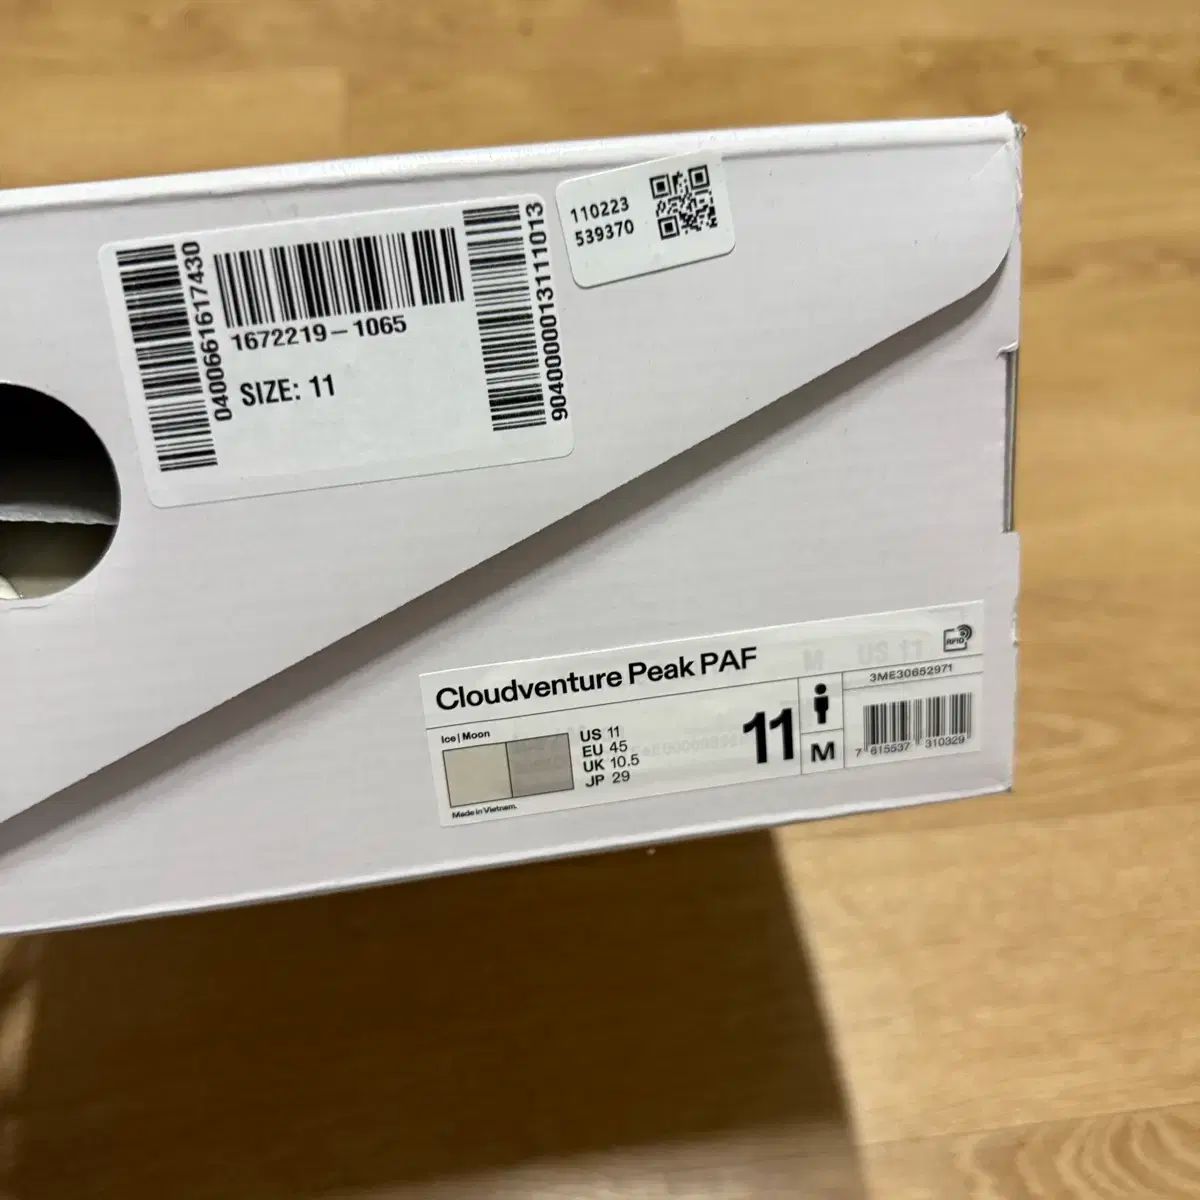 0400661617430
1672219-1065
SIZE: 11
9040000013111013
110223
539370
Cloudventure Peak PAF
Ice | Moon
Made in Vietnam.
US 11
EU 45
UK 10.5
JP 29
11
M
M
US 11
RFID
3ME30652971
7 615537 310329